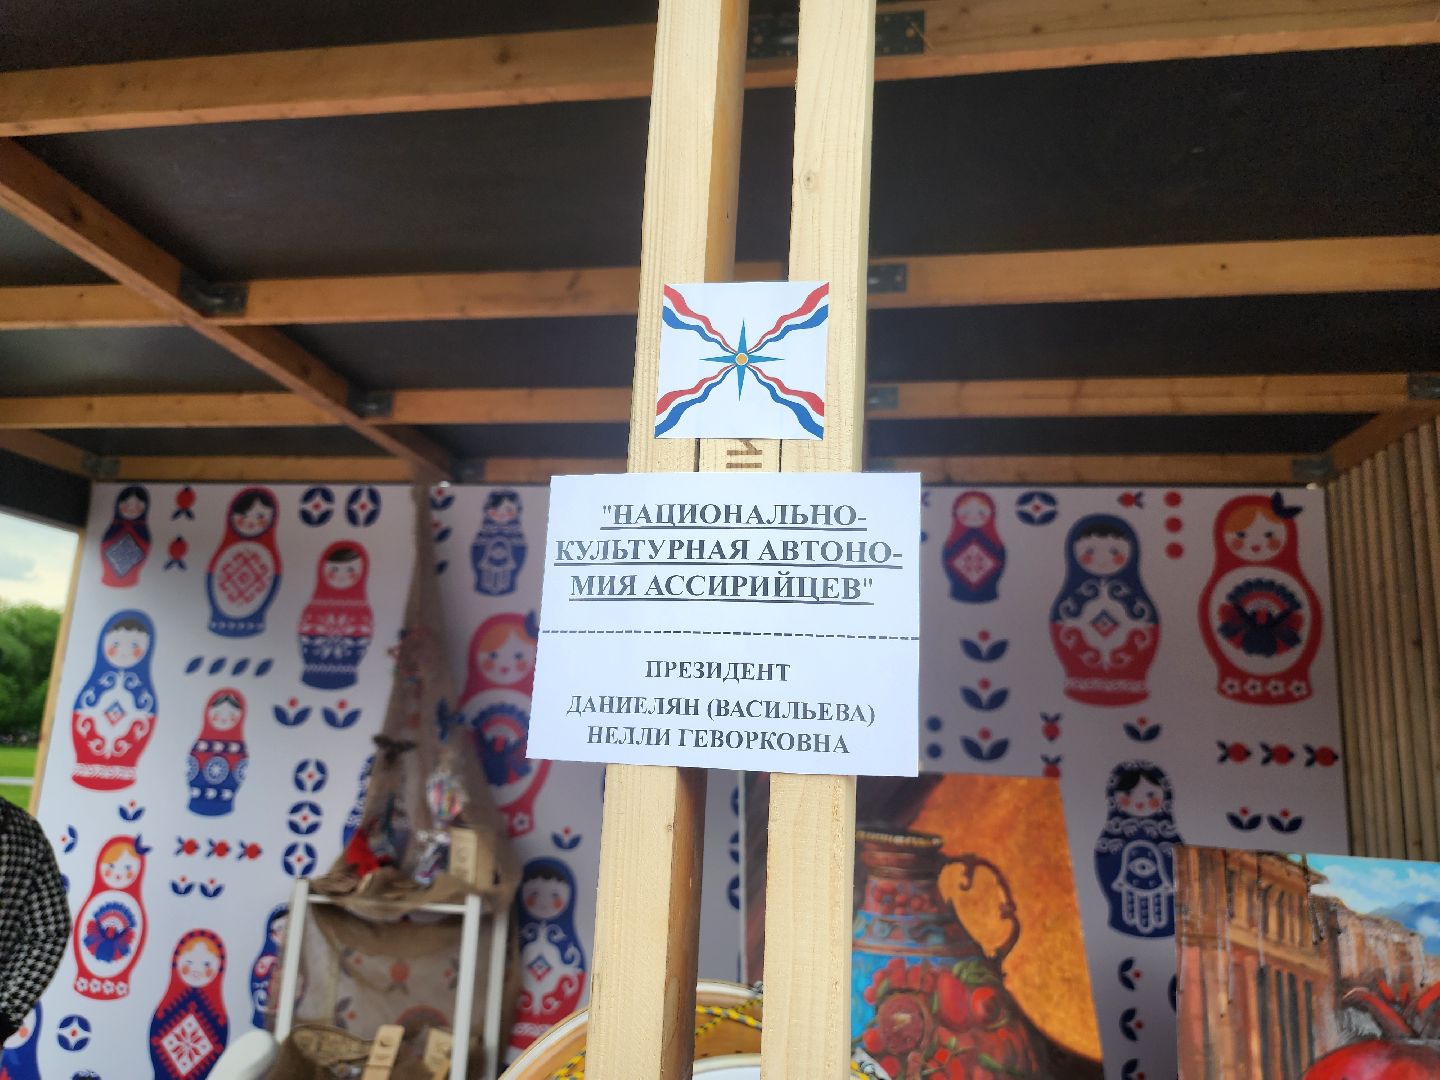 "НАЦИОНАЛЬНО-
КУЛЬТУРНАЯ АВТОНО-
МИЯ АССИРИЙЦЕВ"
ПРЕЗИДЕНТ
ДАНИЕЛЯН (ВАСИЛЬЕВА)
НЕЛЛИ ГЕВОРКОВНА